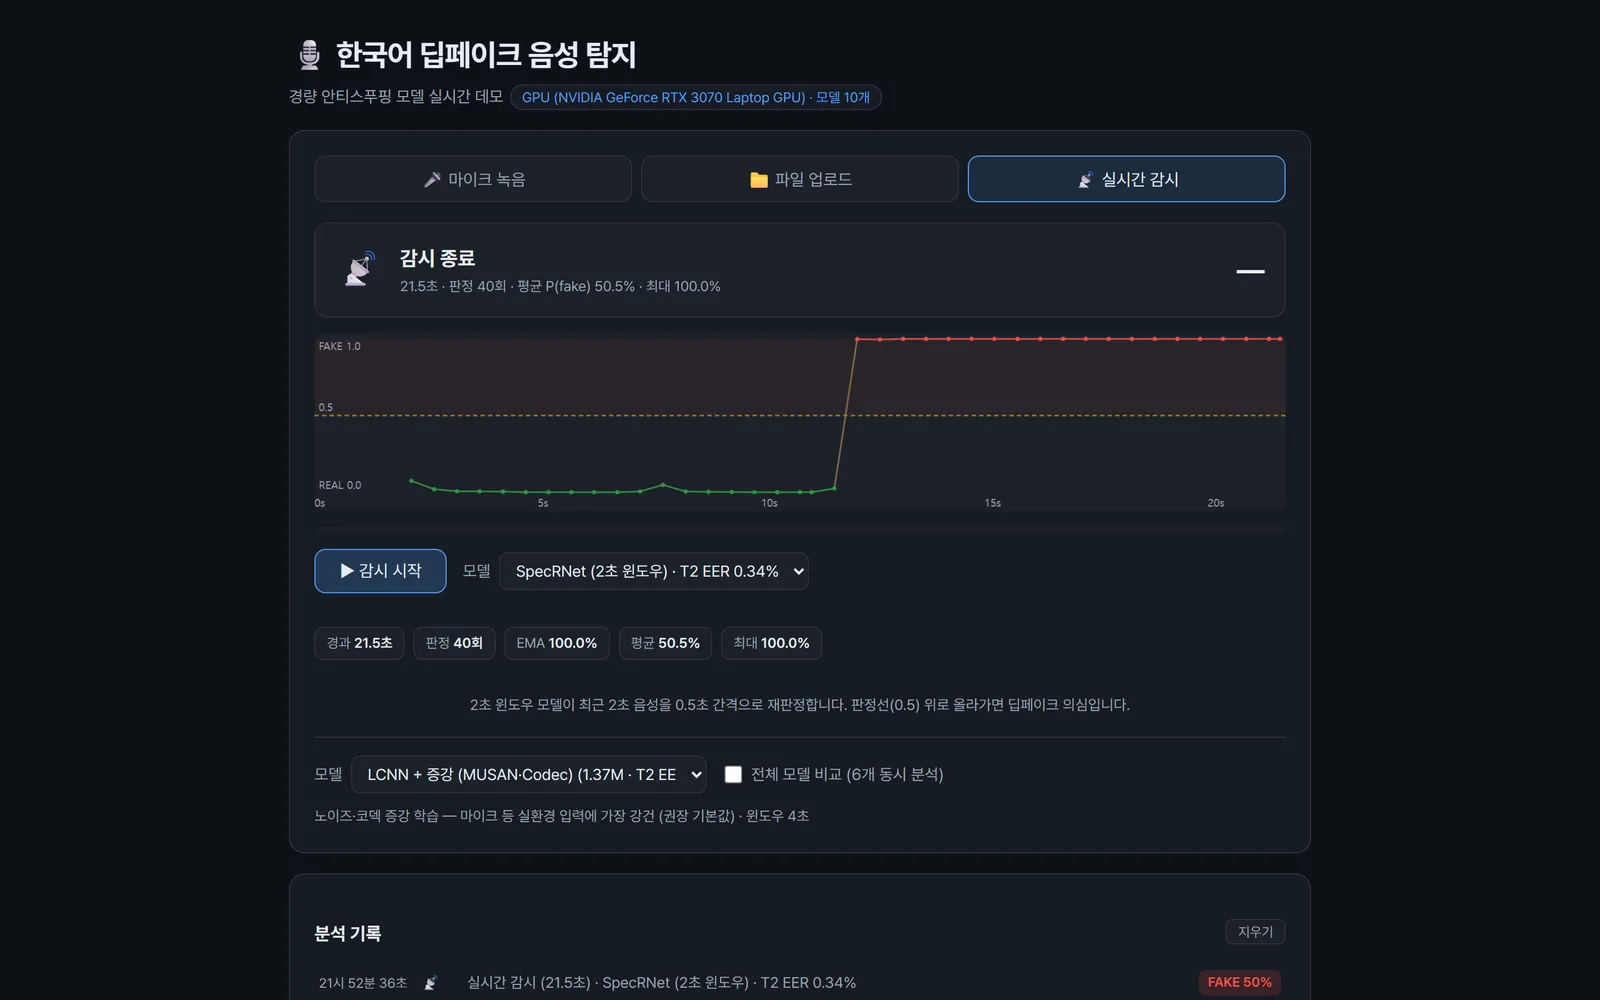 한국어 딥페이크 음성 탐지
경량 안티스푸핑 모델 실시간 데모 GPU (NVIDIA GeForce RTX 3070 Laptop GPU) · 모델 10개
마이크 녹음 파일 업로드 실시간 감시
감시 종료
21.5초 · 판정 40회 · 평균 P(fake) 50.5% · 최대 100.0%
—
FAKE 1.0
0.5
REAL 0.0
0s 5s 10s 15s 20s
▶ 감시 시작 모델 SpecRNet (2초 윈도우) · T2 EER 0.34%
경과 21.5초 판정 40회 EMA 100.0% 평균 50.5% 최대 100.0%
2초 윈도우 모델이 최근 2초 음성을 0.5초 간격으로 재판정합니다. 판정선(0.5) 위로 올라가면 딥페이크 의심입니다.
모델 LCNN + 증강 (MUSAN·Codec) (1.37M · T2 EE 전체 모델 비교 (6개 동시 분석)
노이즈·코덱 증강 학습 — 마이크 등 실환경 입력에 가장 강건 (권장 기본값) · 윈도우 4초
분석 기록 지우기
21시 52분 36초 실시간 감시 (21.5초) · SpecRNet (2초 윈도우) · T2 EER 0.34% FAKE 50%